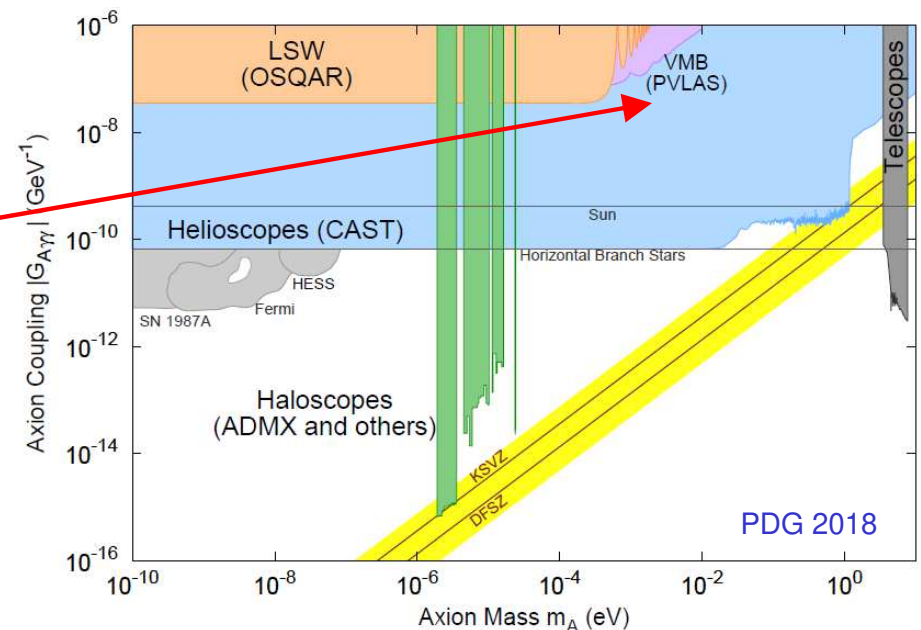 10⁻⁶
10⁻⁸
10⁻¹⁰
10⁻¹²
10⁻¹⁴
10⁻¹⁶
Axion Coupling |G_Aγγ| (GeV⁻¹)
LSW
(OSQAR)
VMB
(PVLAS)
Telescopes
Sun
Helioscopes (CAST)
Horizontal Branch Stars
HESS
Fermi
SN 1987A
Haloscopes
(ADMX and others)
KSVZ
DFSZ
PDG 2018
10⁻¹⁰
10⁻⁸
10⁻⁶
10⁻⁴
10⁻²
10⁰
Axion Mass m_A (eV)